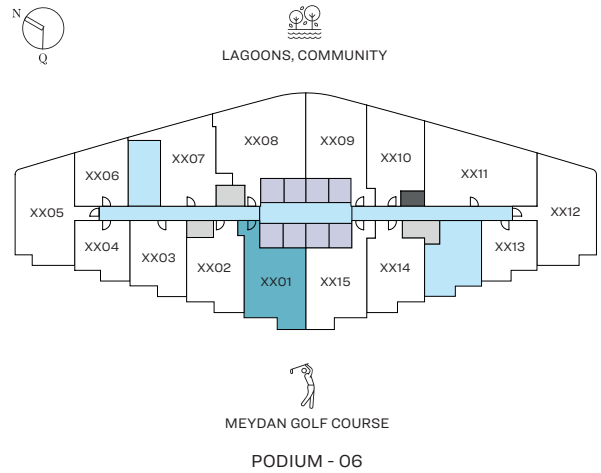 N
Q
LAGOONS, COMMUNITY
XX08
XX09
XX07
XX10
XX06
XX11
XX05
XX12
XX04
XX03
XX02
XX01
XX15
XX14
XX13
MEYDAN GOLF COURSE
PODIUM - 06